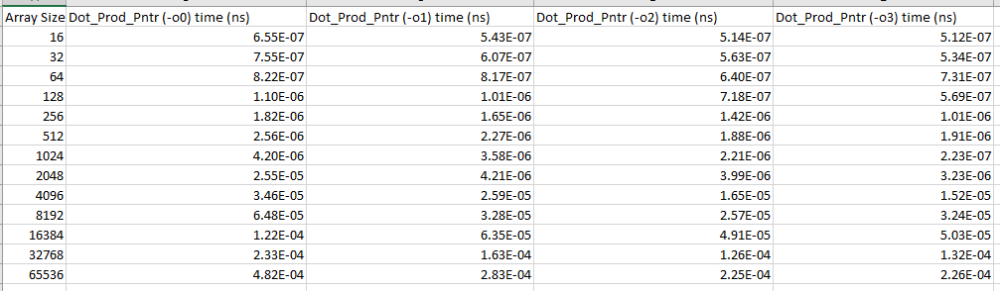 Array Size Dot_Prod_Pntr (-o0) time (ns) Dot_Prod_Pntr (-o1) time (ns) Dot_Prod_Pntr (-o2) time (ns) Dot_Prod_Pntr (-o3) time (ns)
16 6.55E-07 5.43E-07 5.14E-07 5.12E-07
32 7.55E-07 6.07E-07 5.63E-07 5.34E-07
64 8.22E-07 8.17E-07 6.40E-07 7.31E-07
128 1.10E-06 1.01E-06 7.18E-07 5.69E-07
256 1.82E-06 1.65E-06 1.42E-06 1.01E-06
512 2.56E-06 2.27E-06 1.88E-06 1.91E-06
1024 4.20E-06 3.58E-06 2.21E-06 2.23E-07
2048 2.55E-05 4.21E-06 3.99E-06 3.23E-06
4096 3.46E-05 2.59E-05 1.65E-05 1.52E-05
8192 6.48E-05 3.28E-05 2.57E-05 3.24E-05
16384 1.22E-04 6.35E-05 4.91E-05 5.03E-05
32768 2.33E-04 1.63E-04 1.26E-04 1.32E-04
65536 4.82E-04 2.83E-04 2.25E-04 2.26E-04